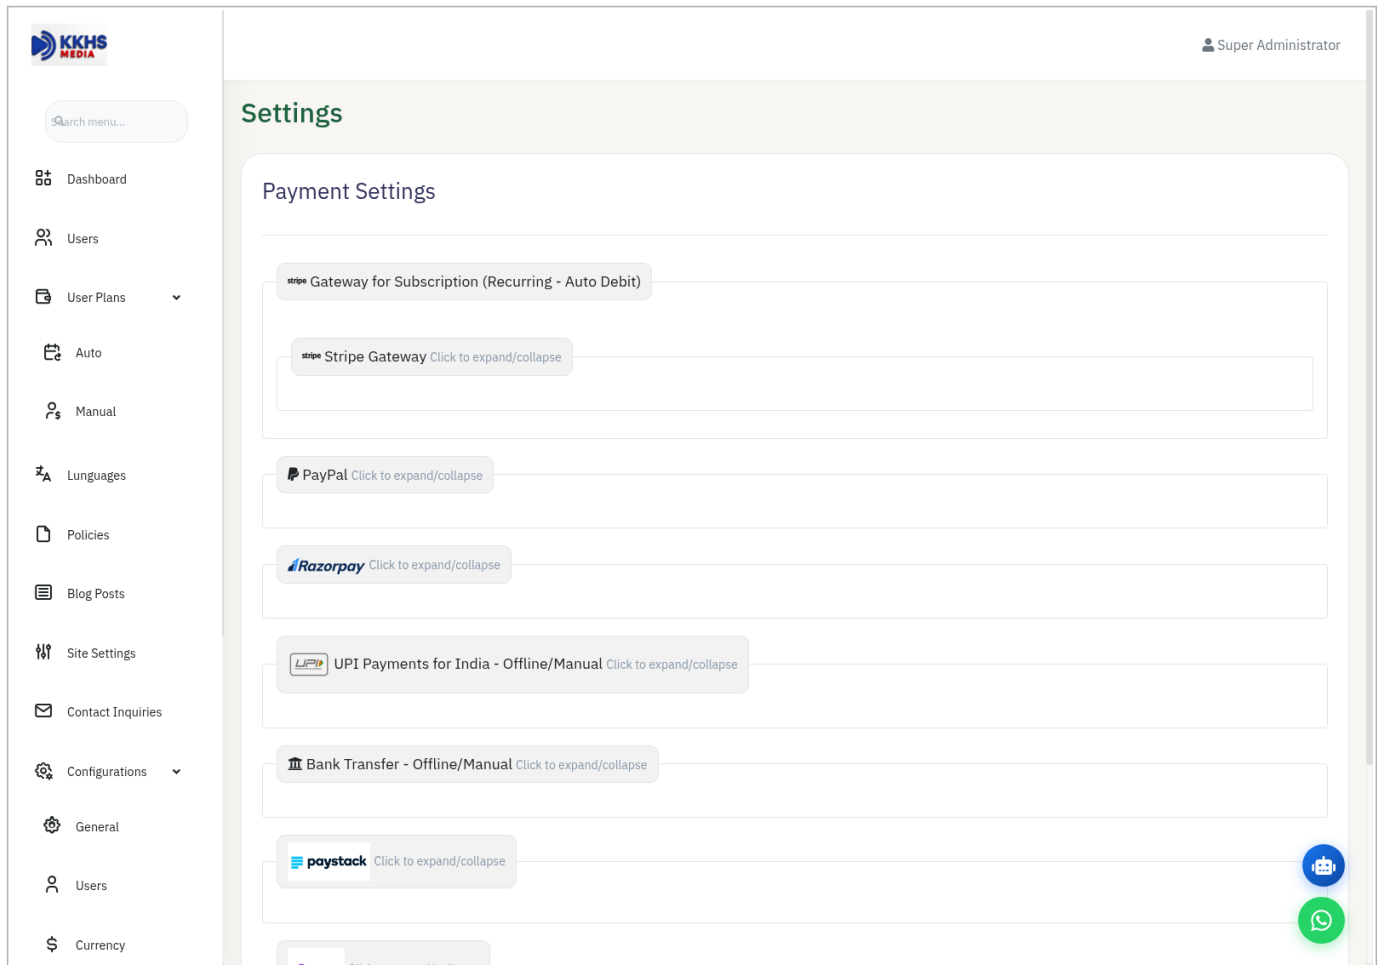 KKHS
MEDIA
Super Administrator
Search menu...
Dashboard
Users
User Plans
Auto
Manual
Lunguages
Policies
Blog Posts
Site Settings
Contact Inquiries
Configurations
General
Users
Currency
Settings
Payment Settings
stripe Gateway for Subscription (Recurring - Auto Debit)
stripe Stripe Gateway Click to expand/collapse
PayPal Click to expand/collapse
Razorpay Click to expand/collapse
UPI UPI Payments for India - Offline/Manual Click to expand/collapse
Bank Transfer - Offline/Manual Click to expand/collapse
paystack Click to expand/collapse